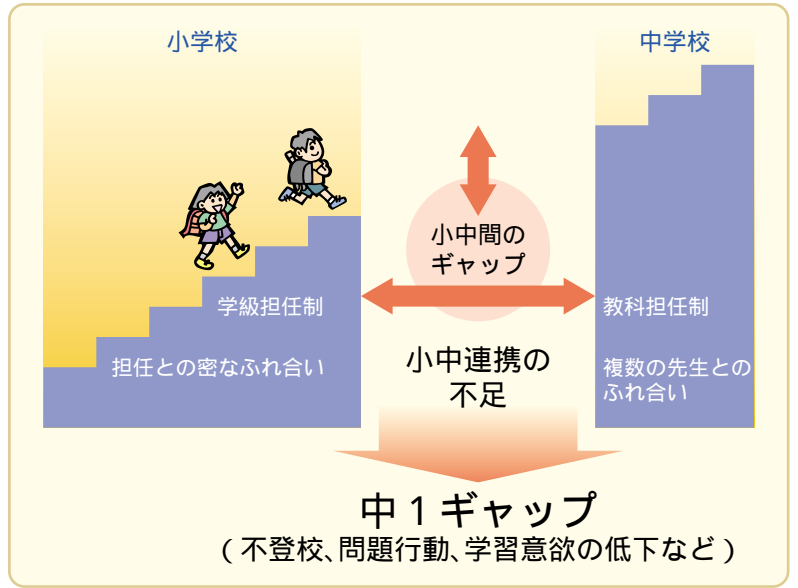 小学校
中学校
小中間の
ギャップ
学級担任制
担任との密なふれ合い
教科担任制
複数の先生との
ふれ合い
小中連携の
不足
中1ギャップ
(不登校、問題行動、学習意欲の低下など)